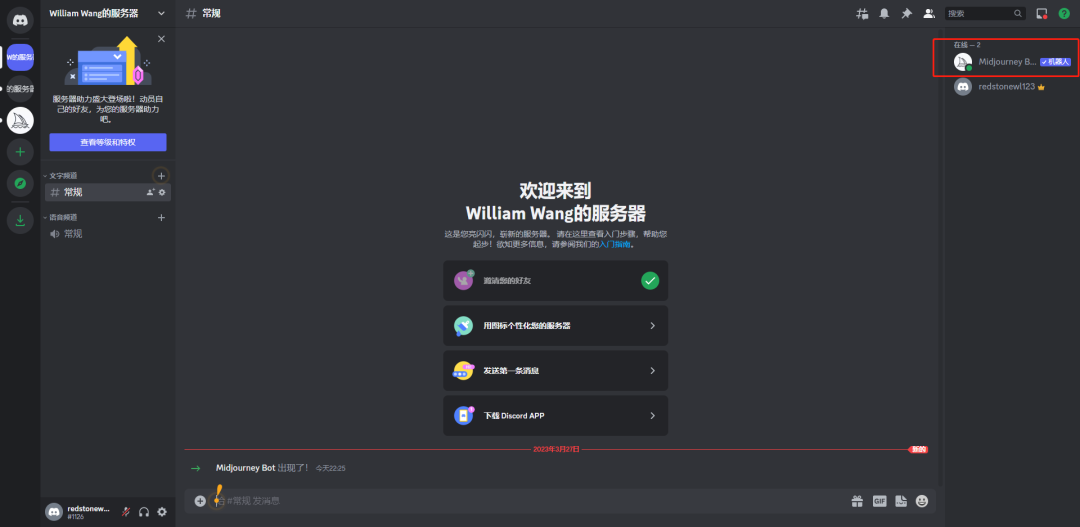 William Wang的服务器
# 常规
搜索
W的服务器
的服务器
服务器助力盛大登场啦！动员自
己的好友，为您的服务器助力
吧。
查看等级和特权
文字频道
# 常规
语音频道
常规
欢迎来到
William Wang的服务器
这是您亮闪闪，崭新的服务器。 请在这里查看入门步骤，帮助您
起步！欲知更多信息，请参阅我们的入门指南。
邀请您的好友
用图标个性化您的服务器
发送第一条消息
下载 Discord APP
2023年3月27日
新的
Midjourney Bot 出现了！ 今天22:25
#常规 发消息
GIF
redstonew...
#1126
在线 — 2
Midjourney B... ✓机器人
redstonewl123